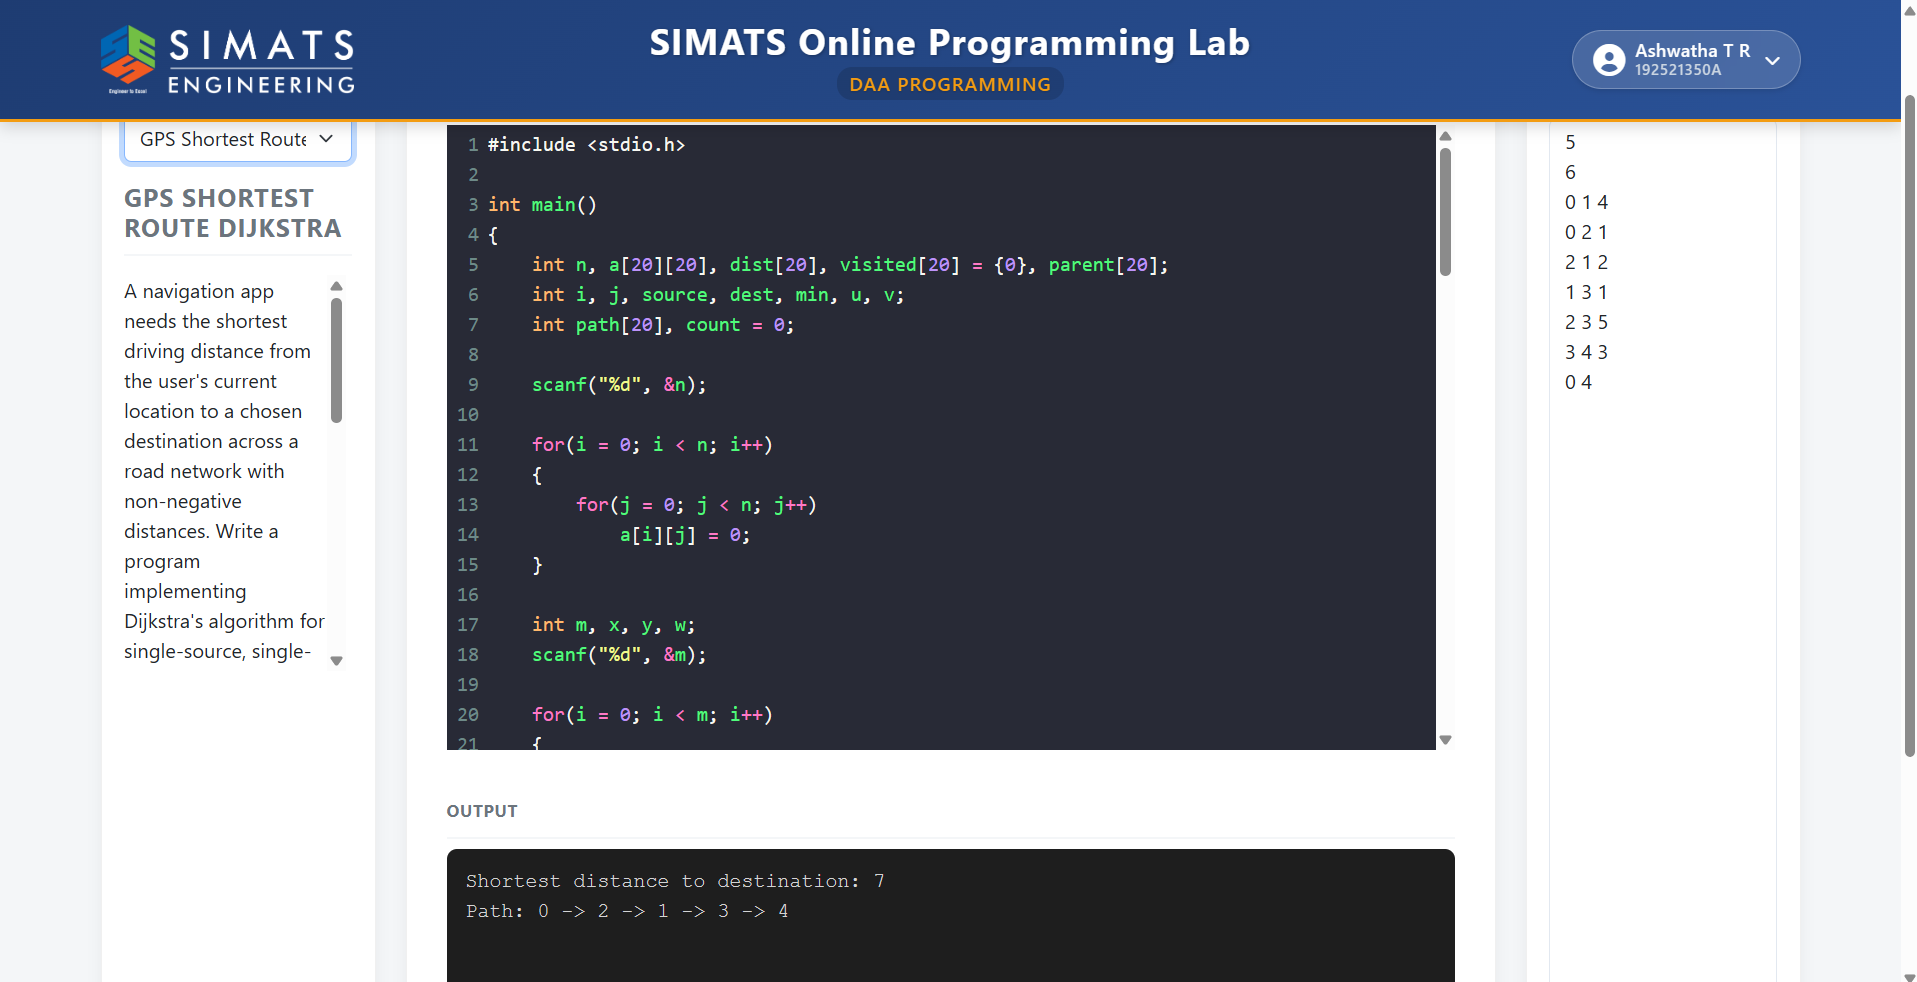 SIMATS
ENGINEERING
Engineer to Excel
SIMATS Online Programming Lab
DAA PROGRAMMING
Ashwatha T R
192521350A
GPS Shortest Route
GPS SHORTEST
ROUTE DIJKSTRA
A navigation app
needs the shortest
driving distance from
the user's current
location to a chosen
destination across a
road network with
non-negative
distances. Write a
program
implementing
Dijkstra's algorithm for
single-source, single-
1 #include <stdio.h>
2
3 int main()
4 {
5     int n, a[20][20], dist[20], visited[20] = {0}, parent[20];
6     int i, j, source, dest, min, u, v;
7     int path[20], count = 0;
8
9     scanf("%d", &n);
10
11     for(i = 0; i < n; i++)
12     {
13         for(j = 0; j < n; j++)
14             a[i][j] = 0;
15     }
16
17     int m, x, y, w;
18     scanf("%d", &m);
19
20     for(i = 0; i < m; i++)
21     {
OUTPUT
Shortest distance to destination: 7
Path: 0 -> 2 -> 1 -> 3 -> 4
5
6
0 1 4
0 2 1
2 1 2
1 3 1
2 3 5
3 4 3
0 4